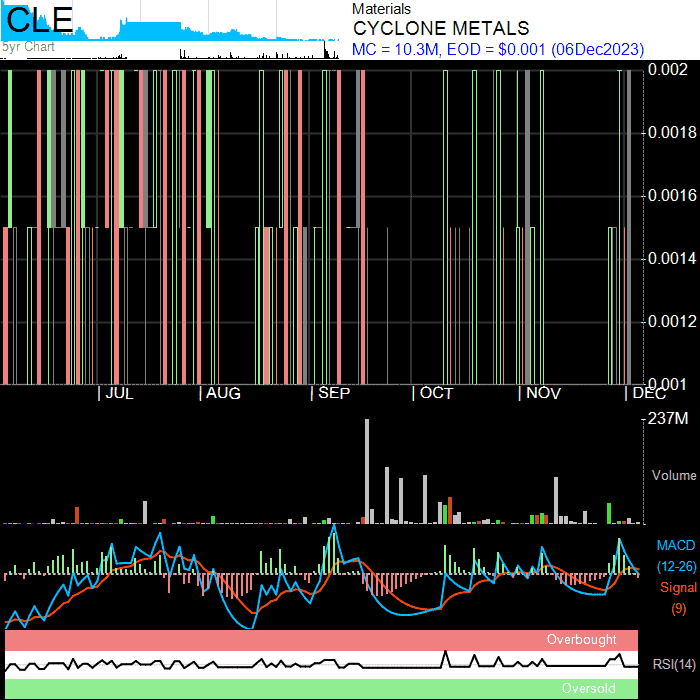 CLE
5yr Chart
Materials
CYCLONE METALS
MC = 10.3M, EOD = $0.001 (06Dec2023)
0.002
0.0018
0.0016
0.0014
0.0012
0.001
JUL AUG SEP OCT NOV DEC
237M
Volume
MACD
(12-26)
Signal
(9)
Overbought
RSI(14)
Oversold